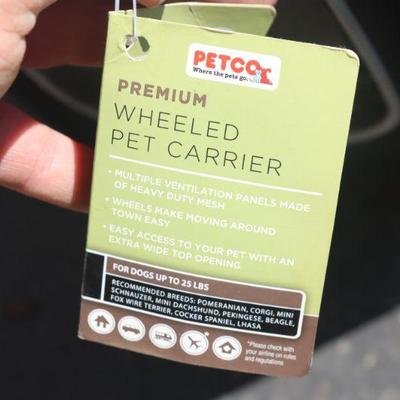 PETCO
Where the pets go.
PREMIUM
WHEELED
PET CARRIER
• MULTIPLE VENTILATION PANELS MADE
OF HEAVY DUTY MESH
• WHEELS MAKE MOVING AROUND
TOWN EASY
• EASY ACCESS TO YOUR PET WITH AN
EXTRA WIDE TOP OPENING
FOR DOGS UP TO 25 LBS
RECOMMENDED BREEDS: POMERANIAN, CORGI, MINI
SCHNAUZER, MINI DACHSHUND, PEKINGESE, BEAGLE,
FOX WIRE TERRIER, COCKER SPANIEL, LHASA
*Please check with
your airline on rules
and regulations